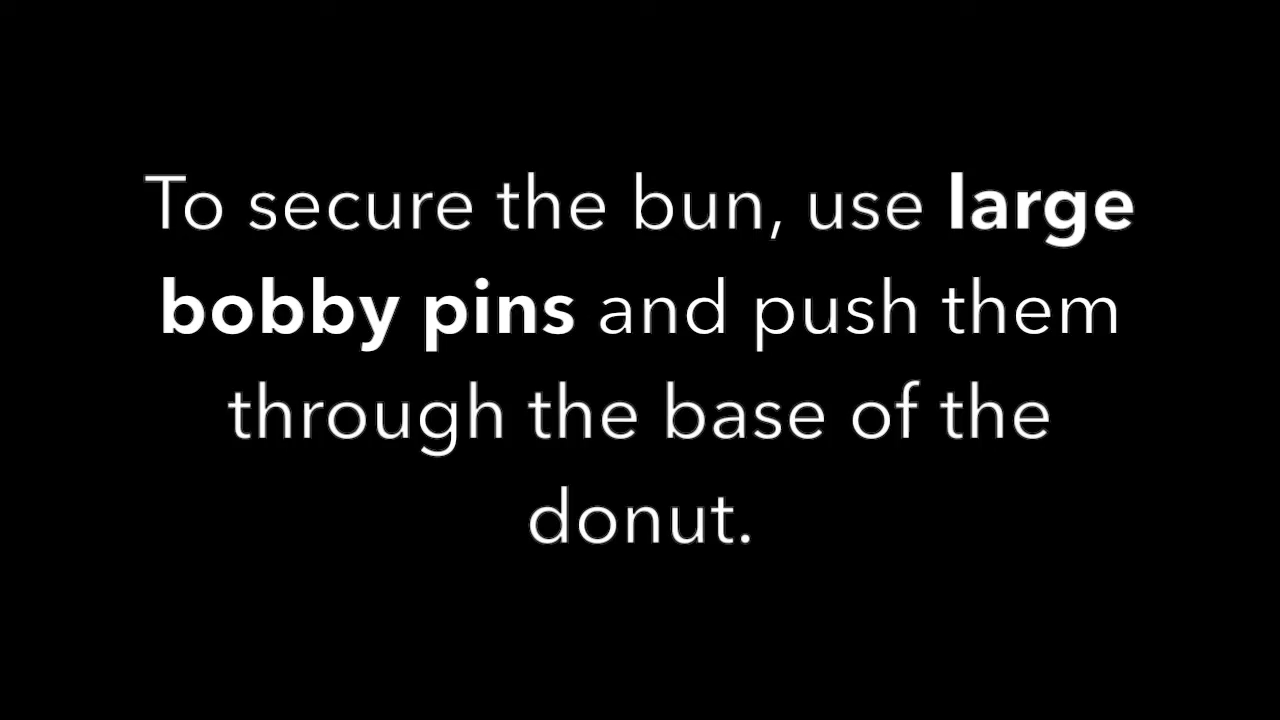 To secure the bun, use large
bobby pins and push them
through the base of the
donut.